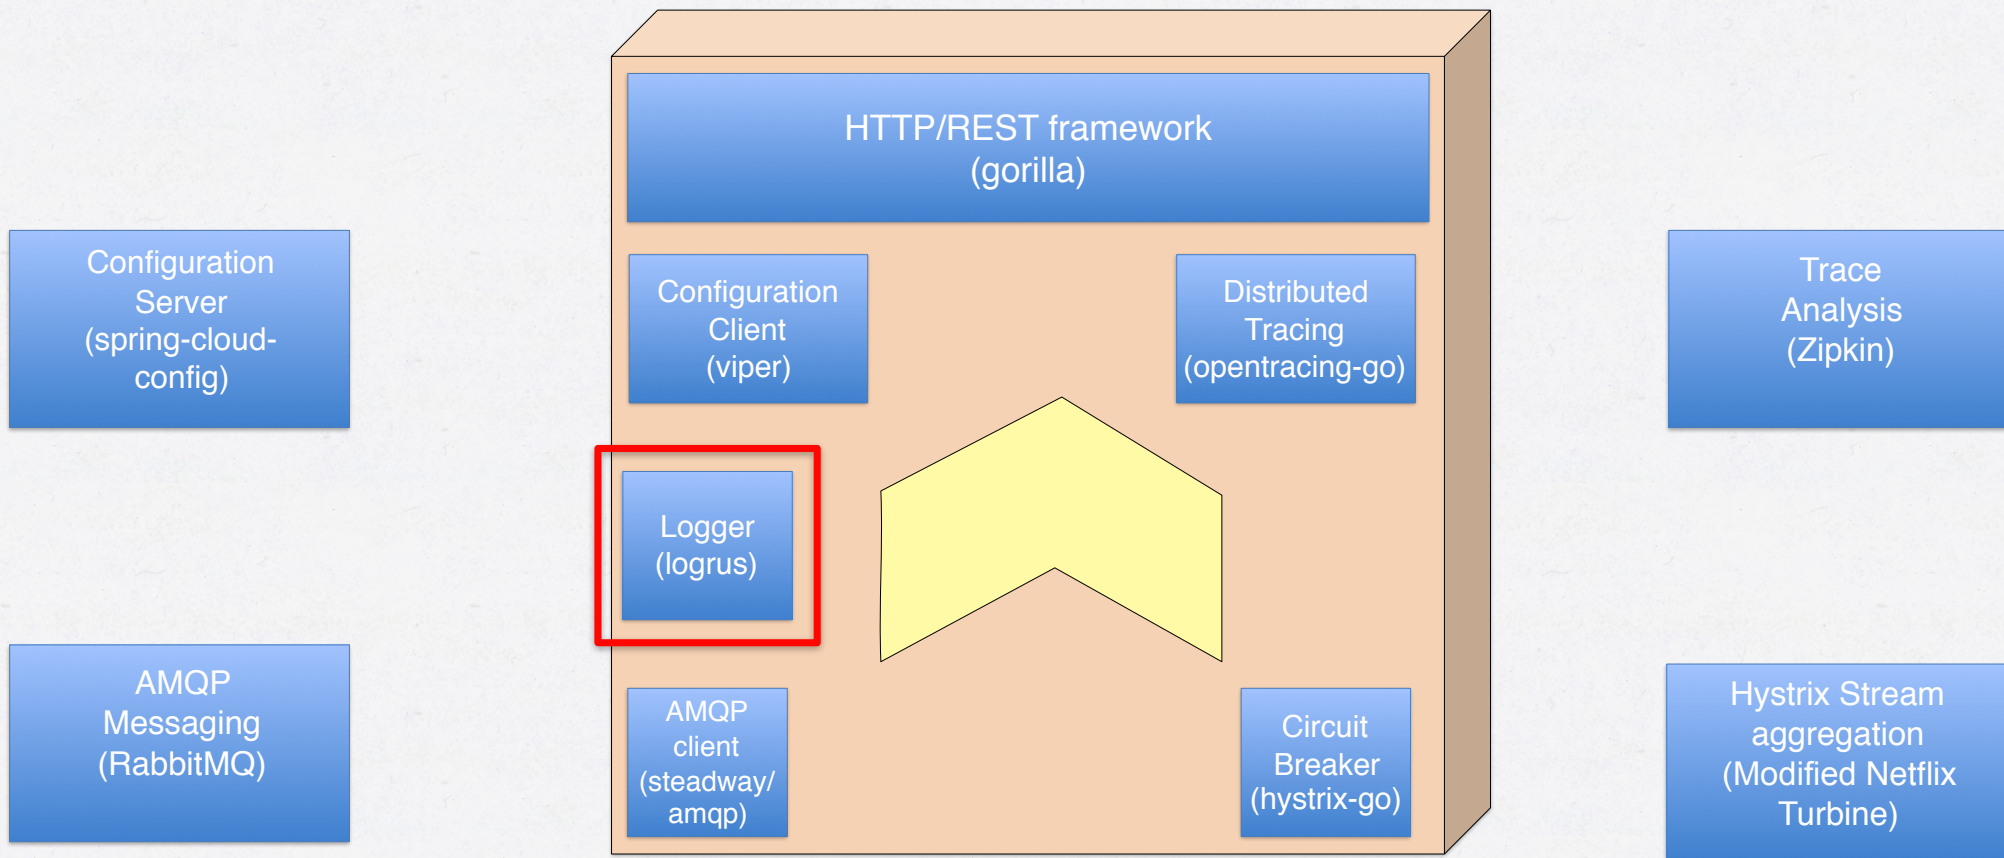 HTTP/REST framework
(gorilla)
Configuration
Server
(spring-cloud-
config)
Configuration
Client
(viper)
Distributed
Tracing
(opentracing-go)
Trace
Analysis
(Zipkin)
Logger
(logrus)
AMQP
Messaging
(RabbitMQ)
AMQP
client
(steadway/
amqp)
Circuit
Breaker
(hystrix-go)
Hystrix Stream
aggregation
(Modified Netflix
Turbine)